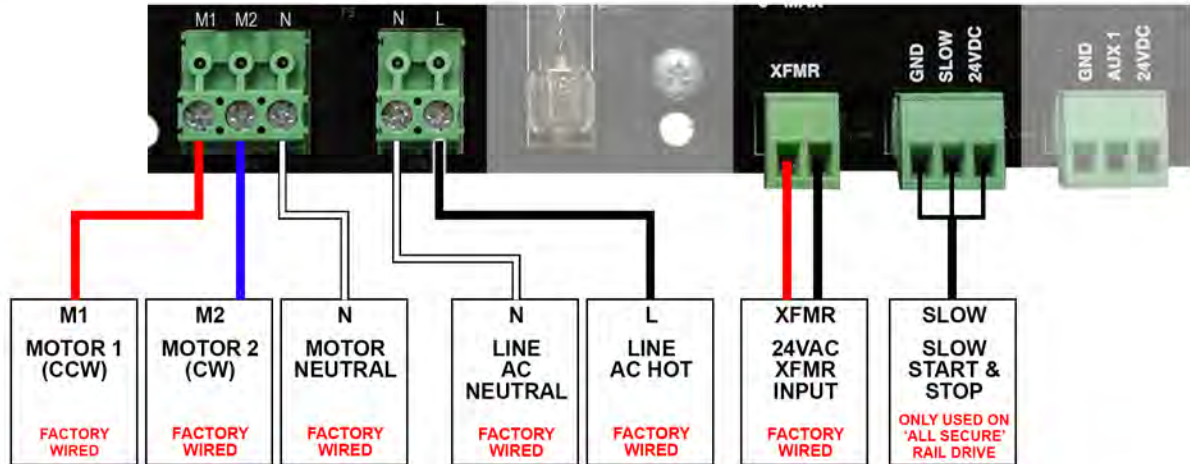 M1 M2 N
N L
XFMR
GND
SLOW
24VDC
GND
AUX 1
24VDC
M1
MOTOR 1
(CCW)
FACTORY
WIRED
M2
MOTOR 2
(CW)
FACTORY
WIRED
N
MOTOR
NEUTRAL
FACTORY
WIRED
N
LINE
AC
NEUTRAL
FACTORY
WIRED
L
LINE
AC HOT
FACTORY
WIRED
XFMR
24VAC
XFMR
INPUT
FACTORY
WIRED
SLOW
SLOW
START &
STOP
ONLY USED ON
'ALL SECURE'
RAIL DRIVE